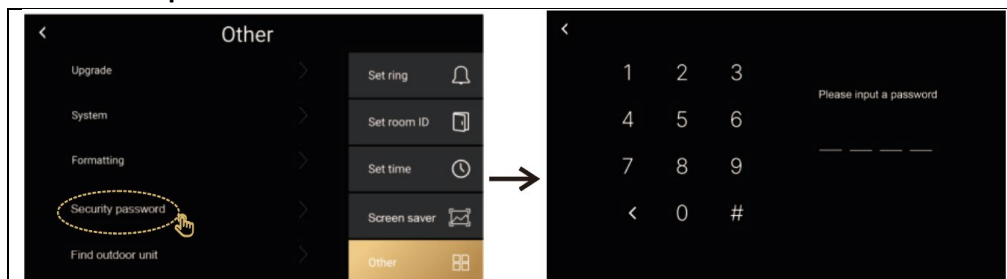 Other
Upgrade
System
Formatting
Security password
Find outdoor unit
Set ring
Set room ID
Set time
Screen saver
Other
1 2 3
4 5 6
7 8 9
< 0 #
Please input a password